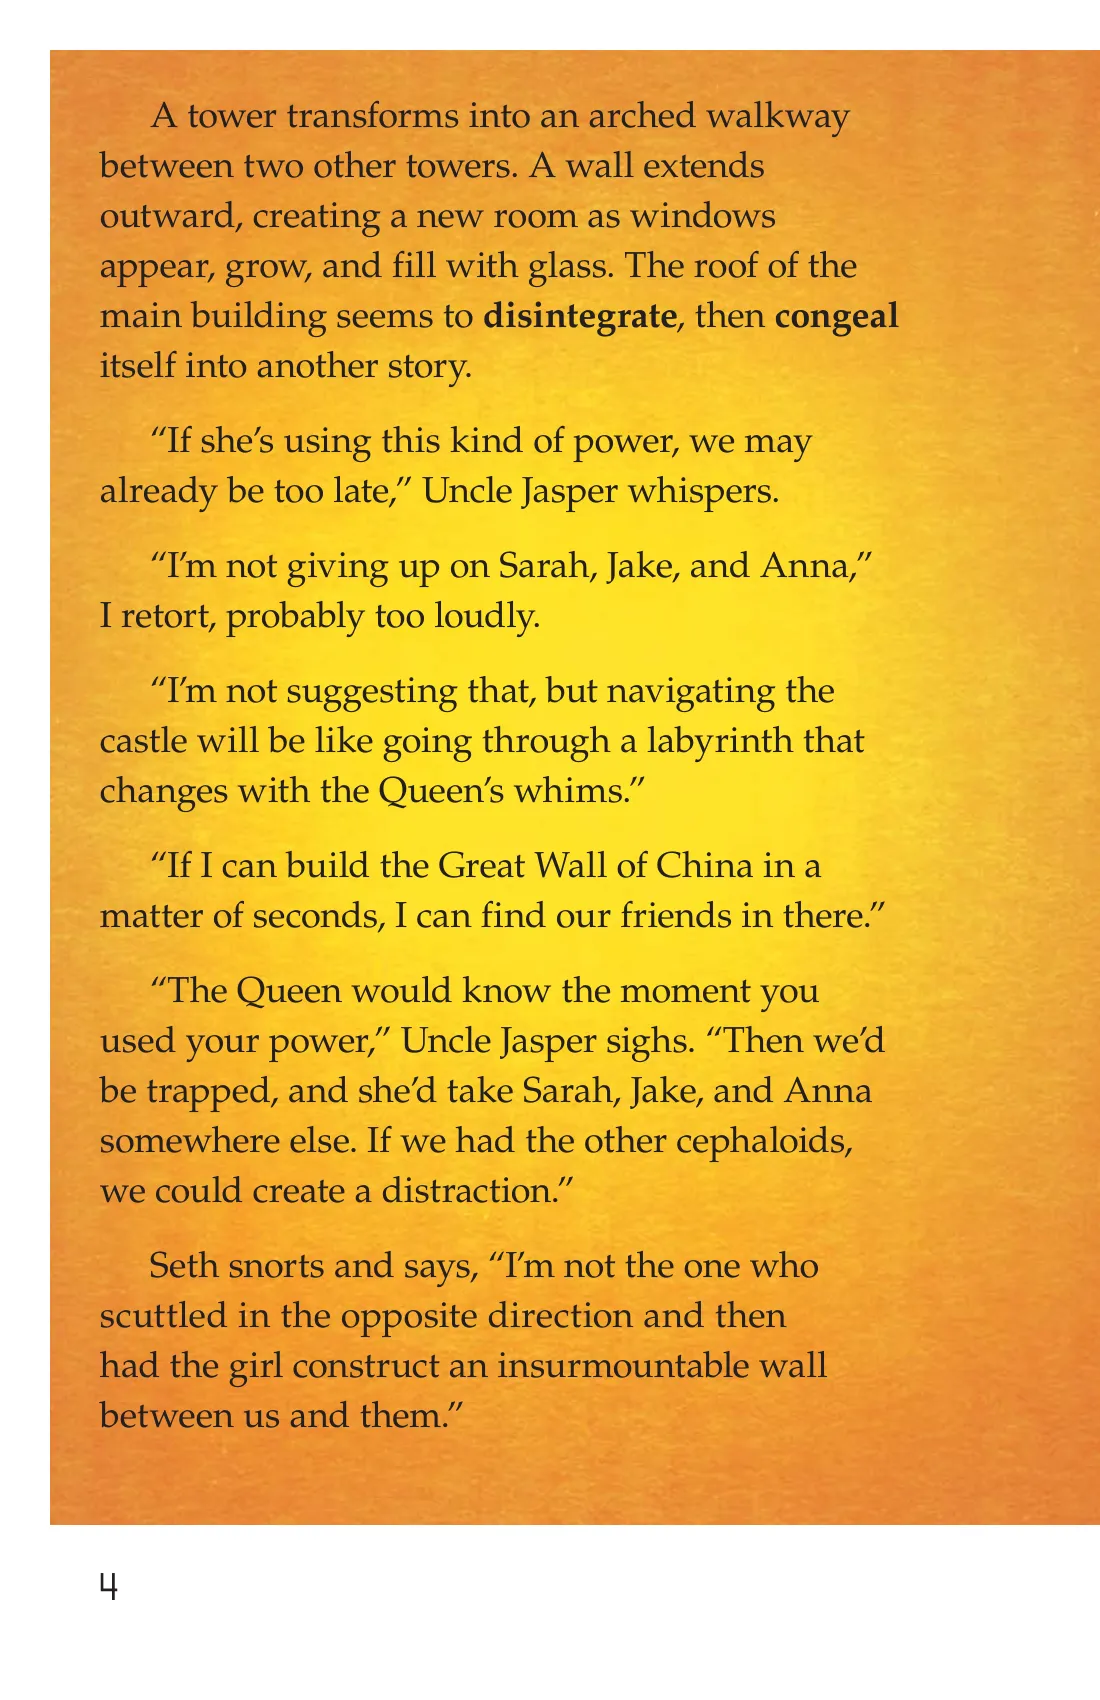 A tower transforms into an arched walkway
between two other towers. A wall extends
outward, creating a new room as windows
appear, grow, and fill with glass. The roof of the
main building seems to disintegrate, then congeal
itself into another story.
“If she’s using this kind of power, we may
already be too late,” Uncle Jasper whispers.
“I’m not giving up on Sarah, Jake, and Anna,”
I retort, probably too loudly.
“I’m not suggesting that, but navigating the
castle will be like going through a labyrinth that
changes with the Queen’s whims.”
“If I can build the Great Wall of China in a
matter of seconds, I can find our friends in there.”
“The Queen would know the moment you
used your power,” Uncle Jasper sighs. “Then we’d
be trapped, and she’d take Sarah, Jake, and Anna
somewhere else. If we had the other cephaloids,
we could create a distraction.”
Seth snorts and says, “I’m not the one who
scuttled in the opposite direction and then
had the girl construct an insurmountable wall
between us and them.”
4